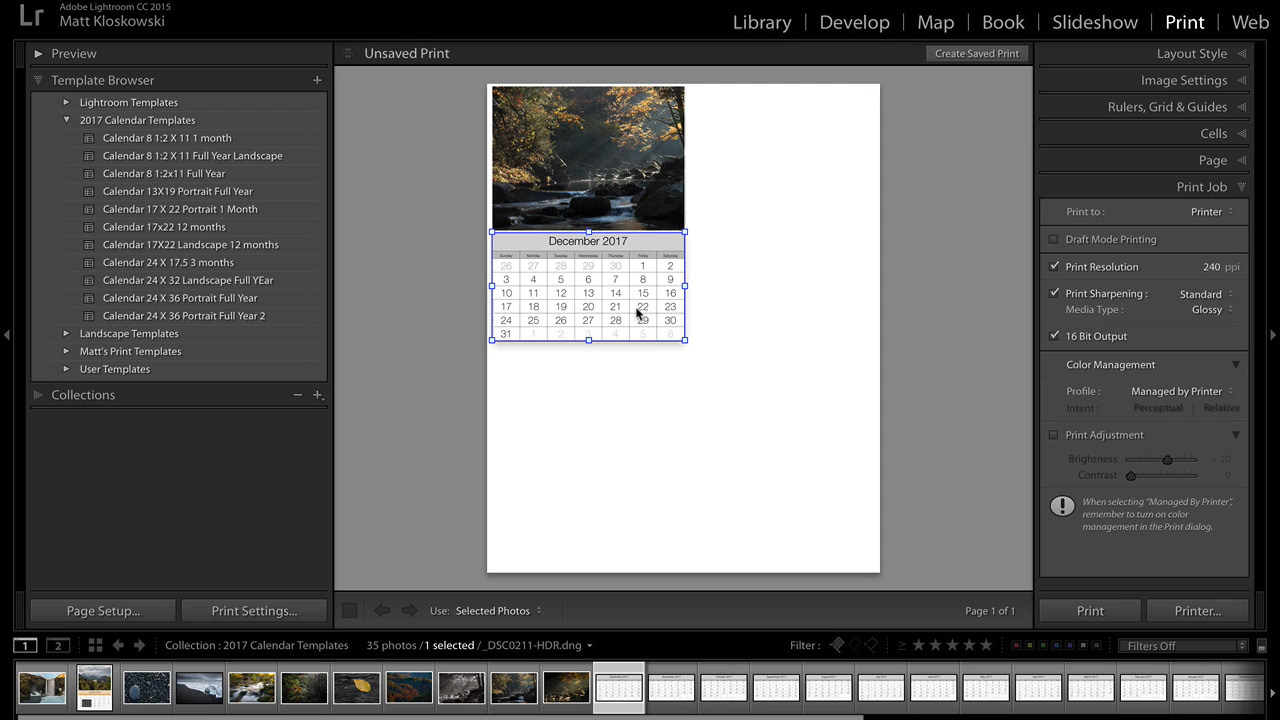 Lr
Adobe Lightroom CC 2015
Matt Kloskowski
Library | Develop | Map | Book | Slideshow | Print | Web
Preview
Template Browser +
Lightroom Templates
2017 Calendar Templates
Calendar 8 1:2 X 11 1 month
Calendar 8 1:2 X 11 Full Year Landscape
Calendar 8 1:2x11 Full Year
Calendar 13X19 Portrait Full Year
Calendar 17 X 22 Portrait 1 Month
Calendar 17x22 12 months
Calendar 17X22 Landscape 12 months
Calendar 24 X 17.5 3 months
Calendar 24 X 32 Landscape Full YEar
Calendar 24 X 36 Portrait Full Year
Calendar 24 X 36 Portrait Full Year 2
Landscape Templates
Matt's Print Templates
User Templates
Collections − +
Page Setup...
Print Settings...
Unsaved Print
Create Saved Print
December 2017
Sunday Monday Tuesday Wednesday Thursday Friday Saturday
26 27 28 29 30 1 2
3 4 5 6 7 8 9
10 11 12 13 14 15 16
17 18 19 20 21 22 23
24 25 26 27 28 29 30
31 1 2 3 4 5 6
Use: Selected Photos
Page 1 of 1
Layout Style
Image Settings
Rulers, Grid & Guides
Cells
Page
Print Job
Print to : Printer
Draft Mode Printing
Print Resolution 240 ppi
Print Sharpening : Standard
Media Type : Glossy
16 Bit Output
Color Management
Profile : Managed by Printer
Intent : Perceptual | Relative
Print Adjustment
Brightness + 20
Contrast 0
When selecting "Managed By Printer",
remember to turn on color
management in the Print dialog.
Print
Printer...
1 2
Collection : 2017 Calendar Templates
35 photos / 1 selected / _DSC0211-HDR.dng
Filter :
≥ ★ ★ ★ ★ ★
Filters Off